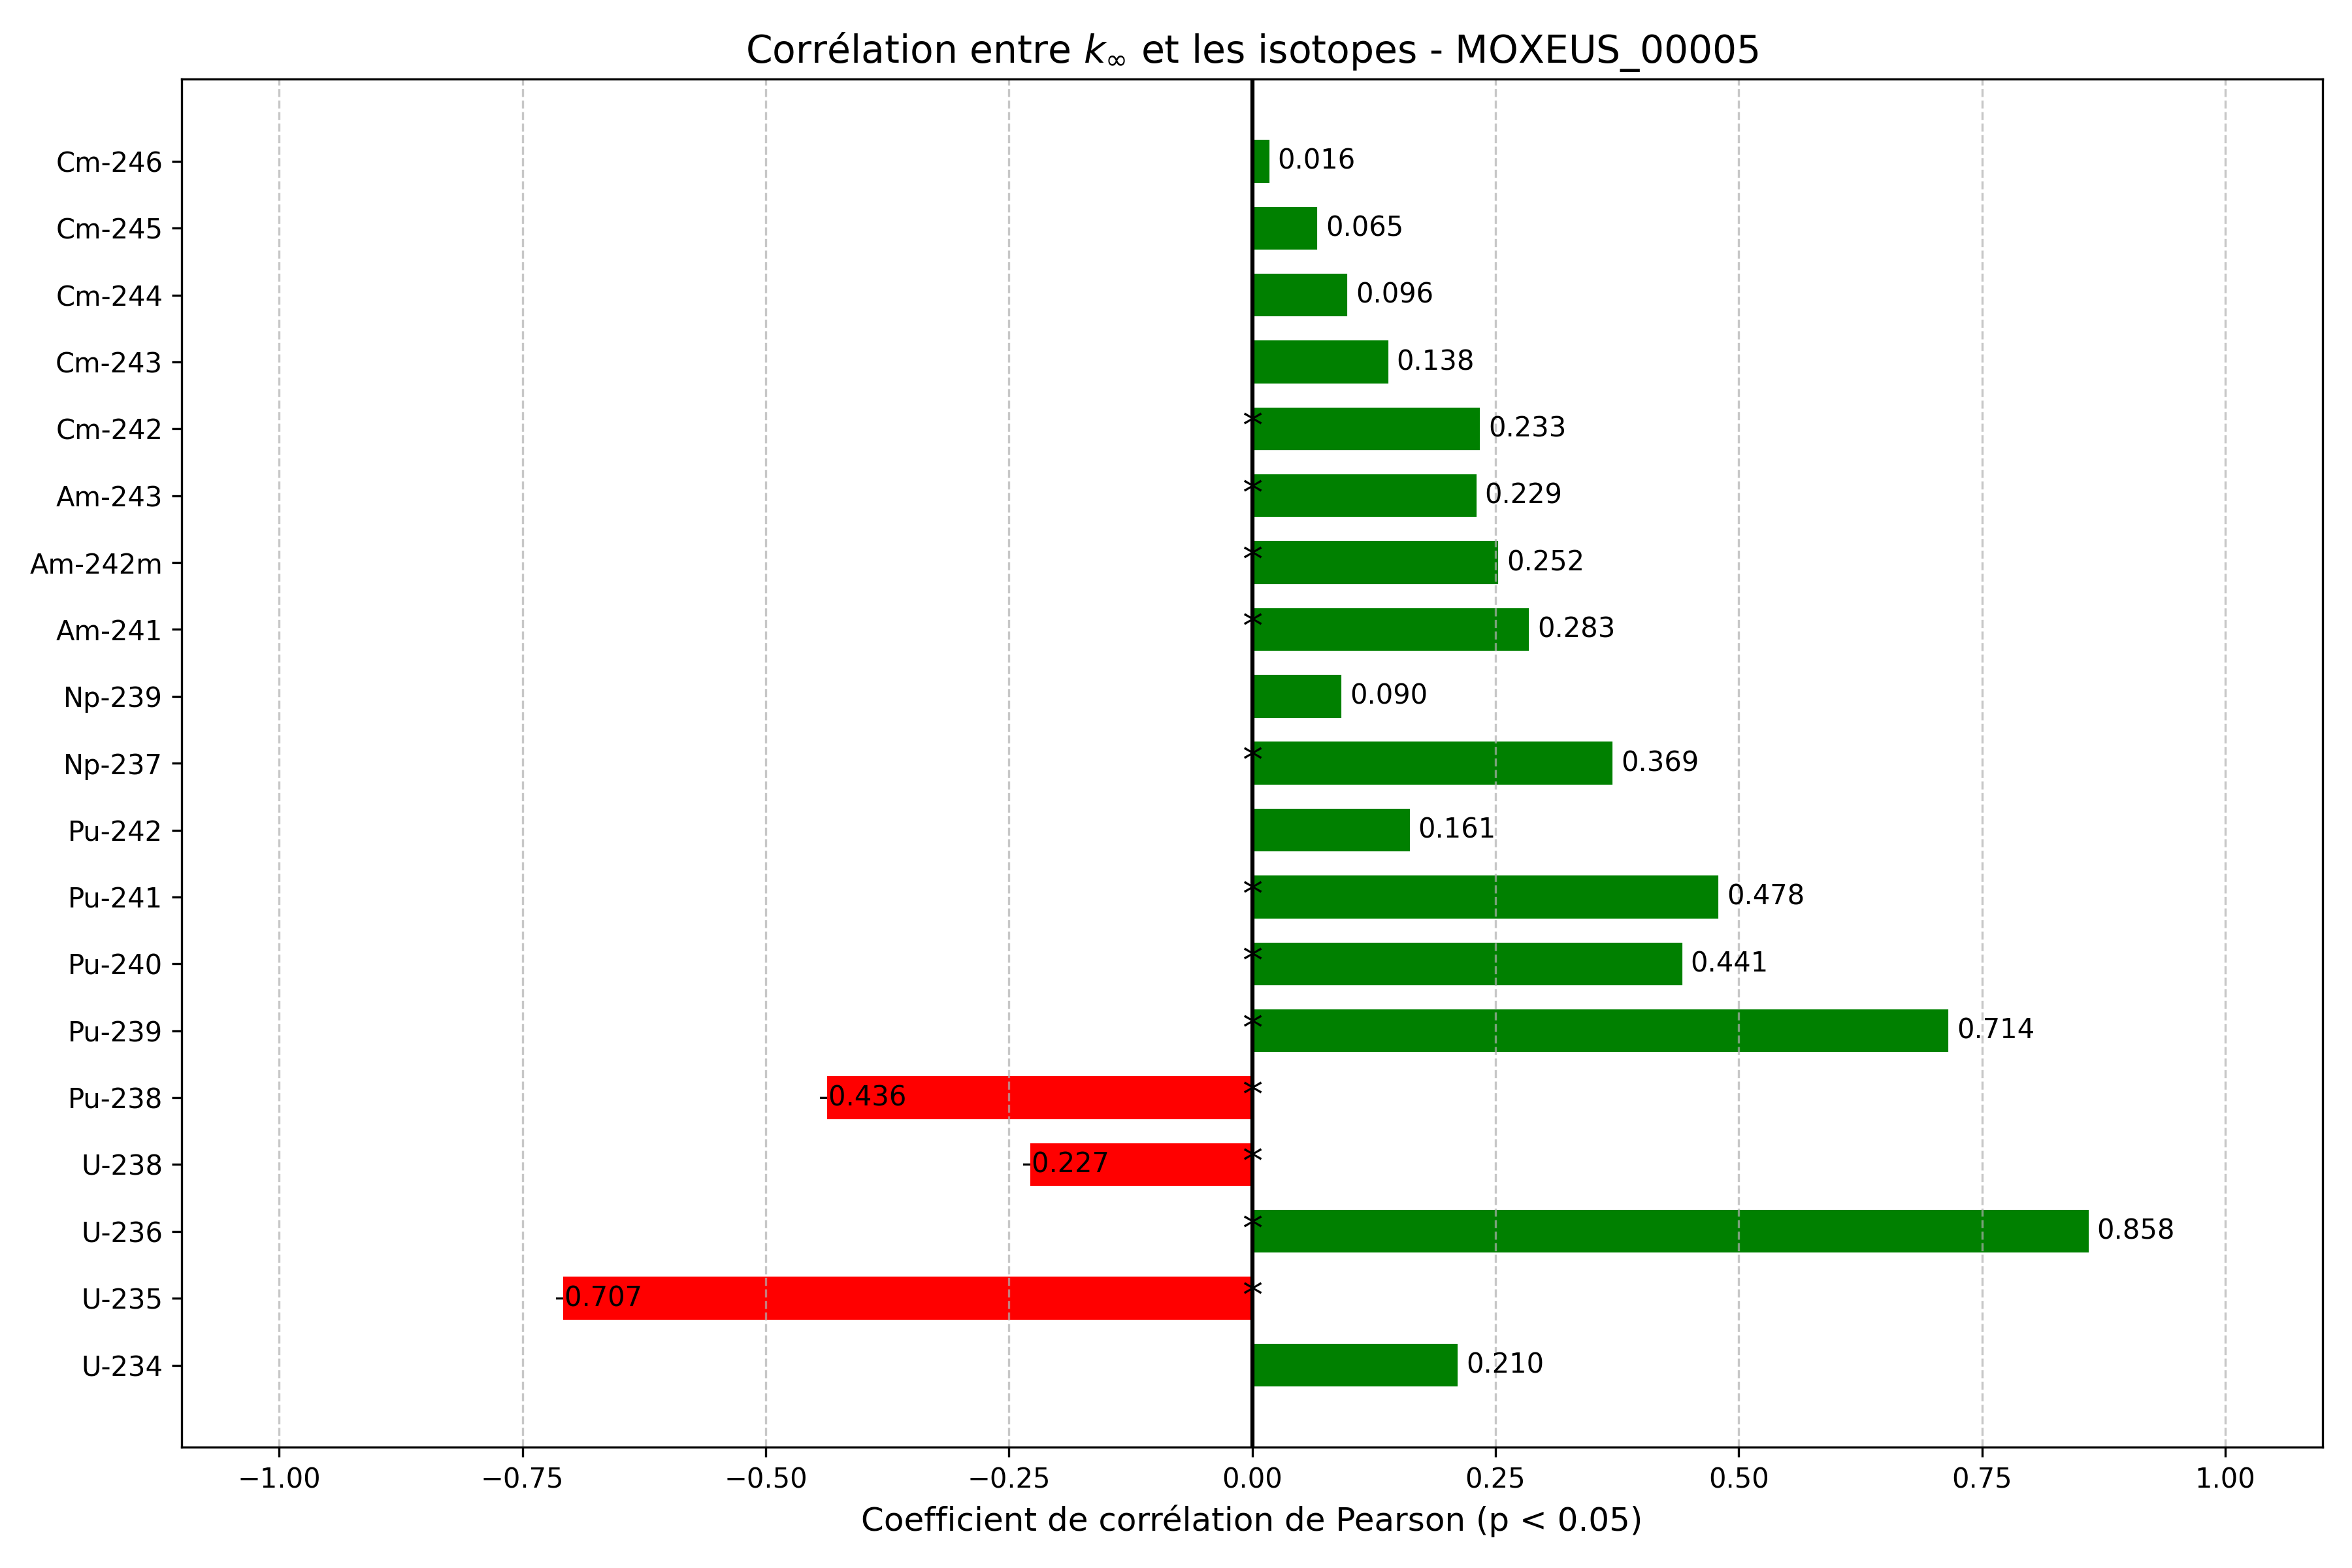 Corrélation entre k∞ et les isotopes - MOXEUS_00005
Cm-246 0.016
Cm-245 0.065
Cm-244 0.096
Cm-243 0.138
Cm-242 * 0.233
Am-243 * 0.229
Am-242m * 0.252
Am-241 * 0.283
Np-239 0.090
Np-237 * 0.369
Pu-242 0.161
Pu-241 * 0.478
Pu-240 * 0.441
Pu-239 * 0.714
Pu-238 -0.436 *
U-238 -0.227 *
U-236 * 0.858
U-235 -0.707 *
U-234 0.210
−1.00 −0.75 −0.50 −0.25 0.00 0.25 0.50 0.75 1.00
Coefficient de corrélation de Pearson (p < 0.05)